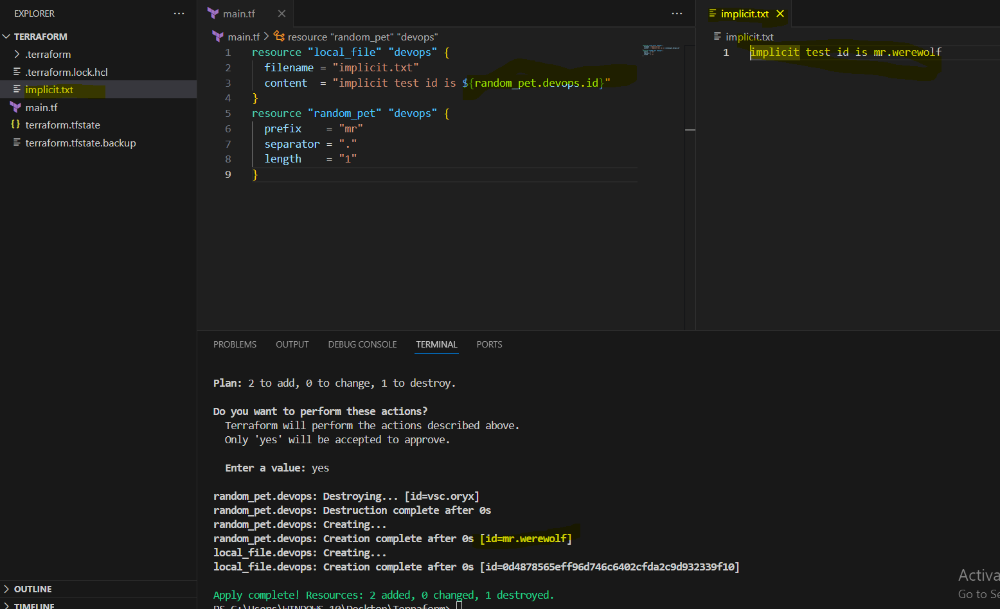 EXPLORER
TERRAFORM
.terraform
.terraform.lock.hcl
implicit.txt
main.tf
terraform.tfstate
terraform.tfstate.backup
OUTLINE
TIMELINE
main.tf
main.tf > resource "random_pet" "devops"
1 resource "local_file" "devops" {
2 filename = "implicit.txt"
3 content  = "implicit test id is ${random_pet.devops.id}"
4 }
5 resource "random_pet" "devops" {
6 prefix    = "mr"
7 separator = "."
8 length    = "1"
9 }
implicit.txt
implicit.txt
1 implicit test id is mr.werewolf
PROBLEMS OUTPUT DEBUG CONSOLE TERMINAL PORTS
Plan: 2 to add, 0 to change, 1 to destroy.
Do you want to perform these actions?
Terraform will perform the actions described above.
Only 'yes' will be accepted to approve.
Enter a value: yes
random_pet.devops: Destroying... [id=vsc.oryx]
random_pet.devops: Destruction complete after 0s
random_pet.devops: Creating...
random_pet.devops: Creation complete after 0s [id=mr.werewolf]
local_file.devops: Creating...
local_file.devops: Creation complete after 0s [id=0d4878565eff96d746c6402cfda2c9d932339f10]
Apply complete! Resources: 2 added, 0 changed, 1 destroyed.
PS C:\Users\WINDOWS 10\Desktop\Terraform>
Activa
Go to Se